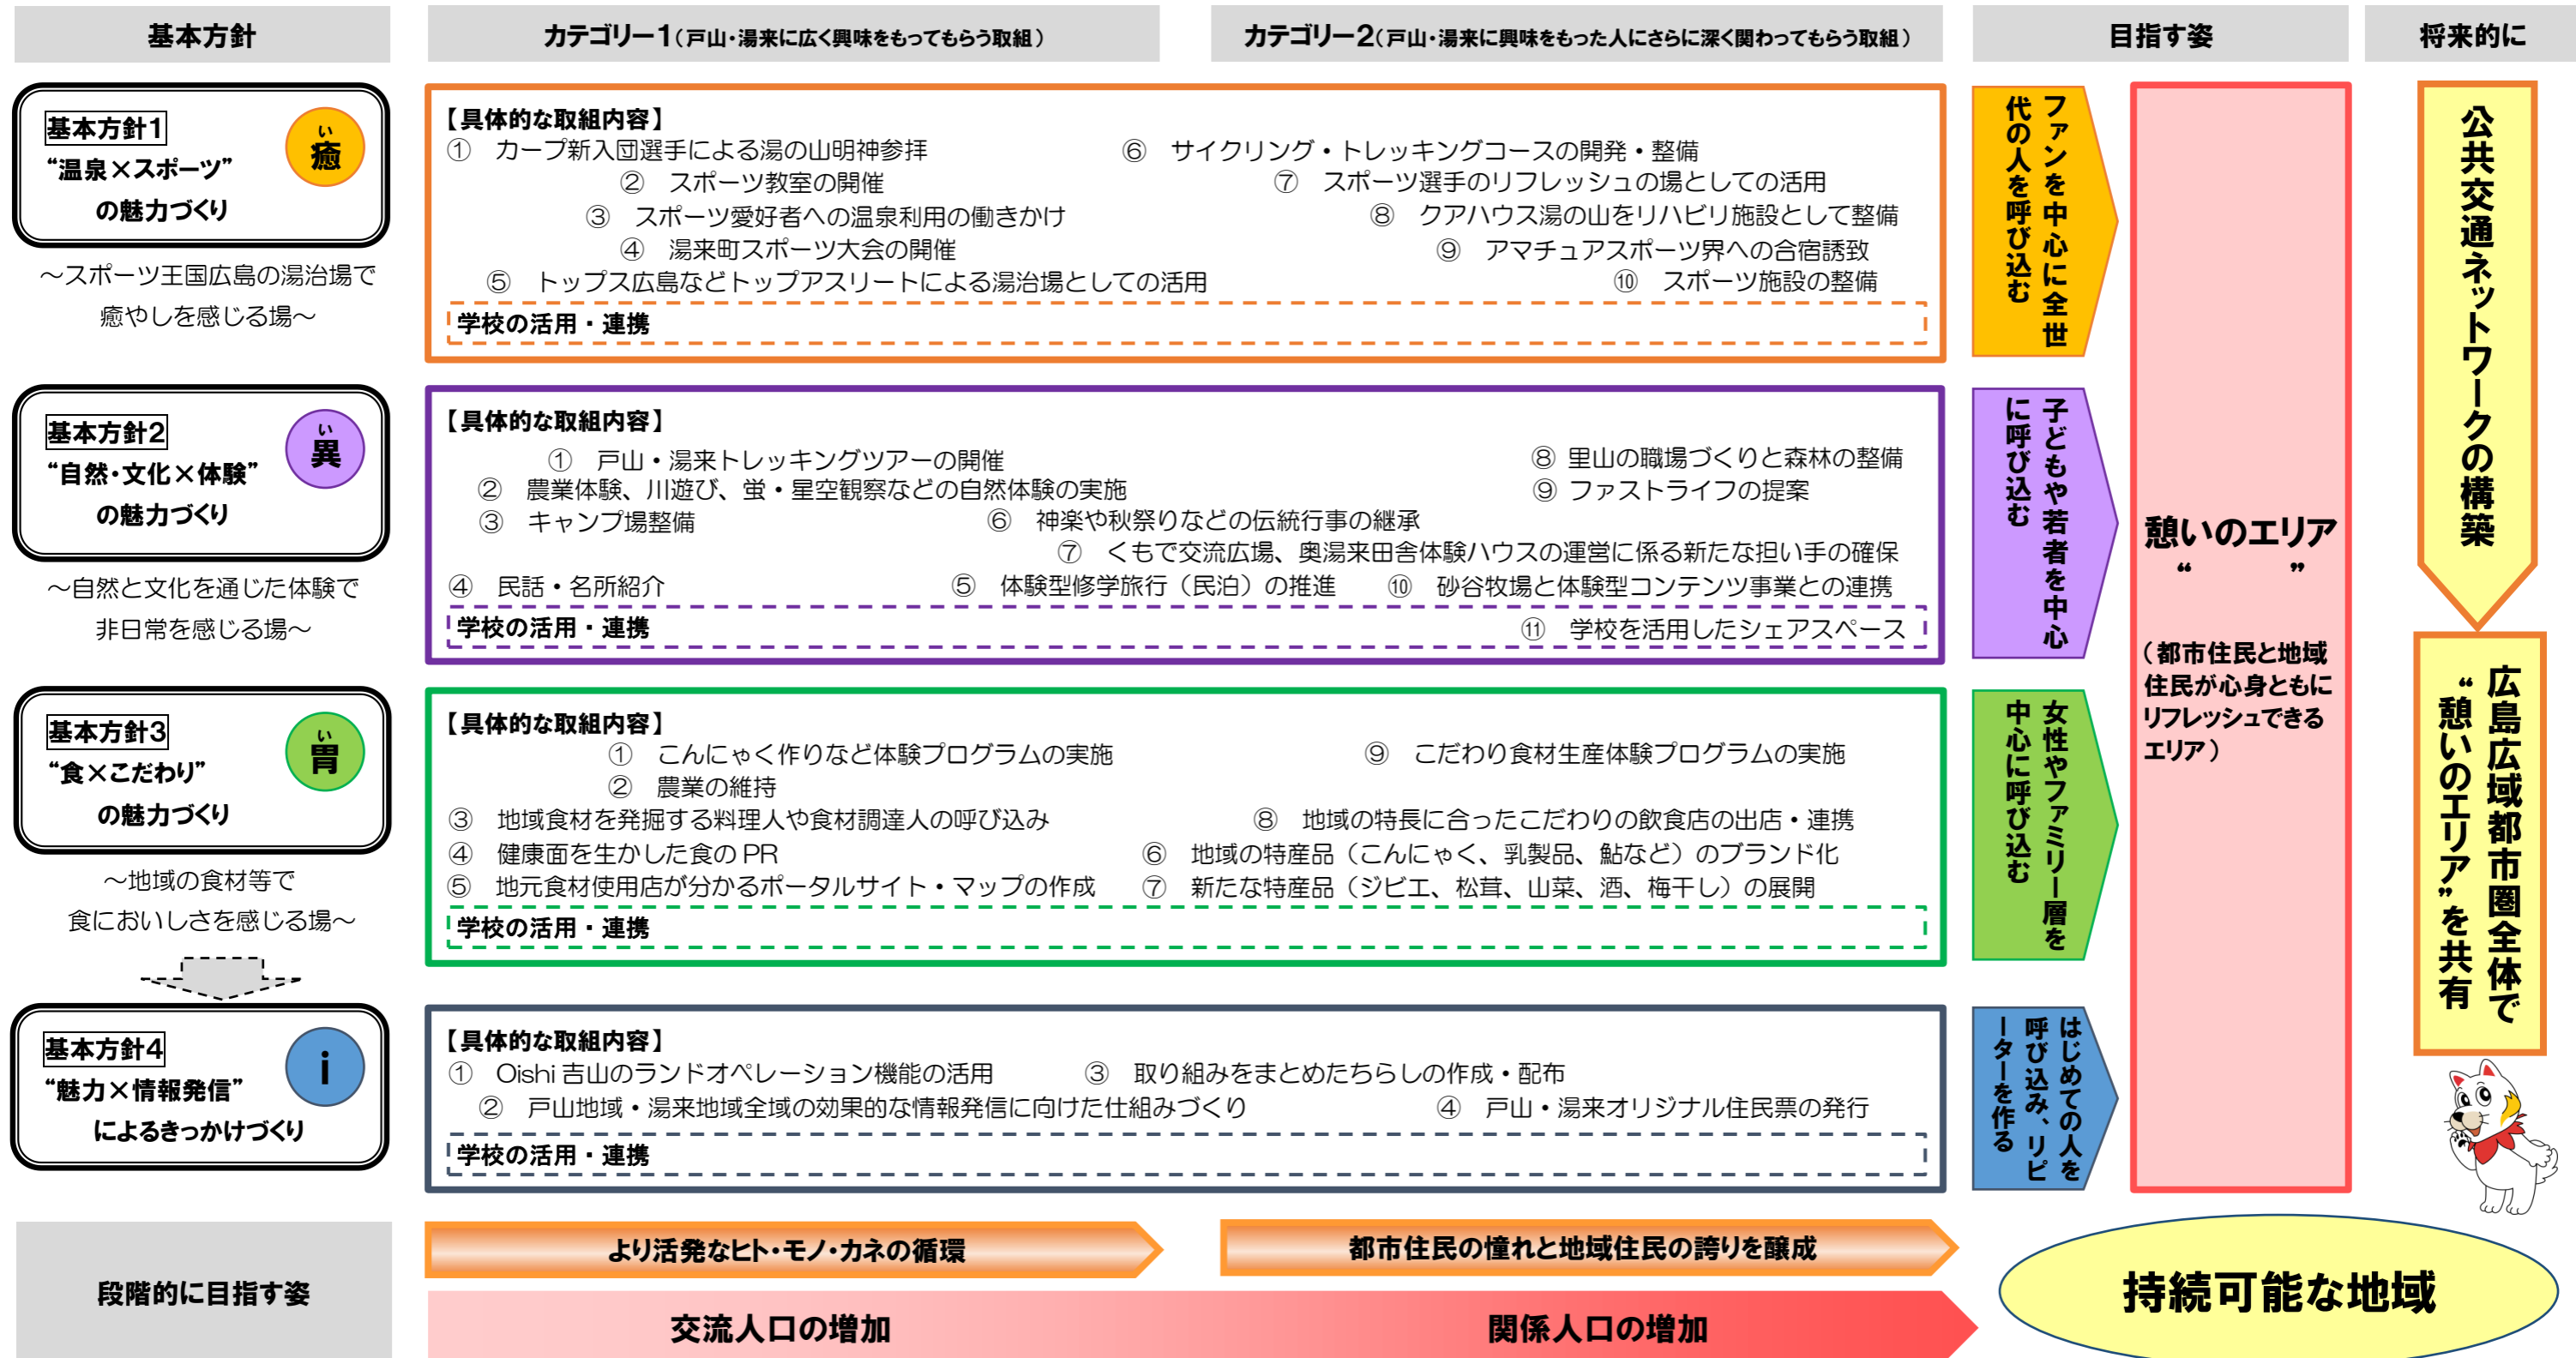 基本方針
カテゴリー1(戸山・湯来に広く興味をもってもらう取組)
カテゴリー2(戸山・湯来に興味をもった人にさらに深く関わってもらう取組)
目指す姿
将来的に
基本方針1
“温泉×スポーツ”
の魅力づくり
い
癒
～スポーツ王国広島の湯治場で
癒やしを感じる場～
【具体的な取組内容】
① カープ新入団選手による湯の山明神参拝
⑥ サイクリング・トレッキングコースの開発・整備
② スポーツ教室の開催
⑦ スポーツ選手のリフレッシュの場としての活用
③ スポーツ愛好者への温泉利用の働きかけ
⑧ クアハウス湯の山をリハビリ施設として整備
④ 湯来町スポーツ大会の開催
⑨ アマチュアスポーツ界への合宿誘致
⑤ トップス広島などトップアスリートによる湯治場としての活用
⑩ スポーツ施設の整備
学校の活用・連携
ファンを中心に全世
代の人を呼び込む
基本方針2
“自然・文化×体験”
の魅力づくり
い
異
～自然と文化を通じた体験で
非日常を感じる場～
【具体的な取組内容】
① 戸山・湯来トレッキングツアーの開催
⑧ 里山の職場づくりと森林の整備
② 農業体験、川遊び、蛍・星空観察などの自然体験の実施
⑨ ファストライフの提案
③ キャンプ場整備
⑥ 神楽や秋祭りなどの伝統行事の継承
⑦ くもで交流広場、奥湯来田舎体験ハウスの運営に係る新たな担い手の確保
④ 民話・名所紹介
⑤ 体験型修学旅行（民泊）の推進
⑩ 砂谷牧場と体験型コンテンツ事業との連携
学校の活用・連携
⑪ 学校を活用したシェアスペース
子どもや若者を中心
に呼び込む
基本方針3
“食×こだわり”
の魅力づくり
い
胃
～地域の食材等で
食においしさを感じる場～
【具体的な取組内容】
① こんにゃく作りなど体験プログラムの実施
⑨ こだわり食材生産体験プログラムの実施
② 農業の維持
③ 地域食材を発掘する料理人や食材調達人の呼び込み
⑧ 地域の特長に合ったこだわりの飲食店の出店・連携
④ 健康面を生かした食の PR
⑥ 地域の特産品（こんにゃく、乳製品、鮎など）のブランド化
⑤ 地元食材使用店が分かるポータルサイト・マップの作成
⑦ 新たな特産品（ジビエ、松茸、山菜、酒、梅干し）の展開
学校の活用・連携
女性やファミリー層を
中心に呼び込む
基本方針4
“魅力×情報発信”
によるきっかけづくり
i
【具体的な取組内容】
① Oishi 吉山のランドオペレーション機能の活用
③ 取り組みをまとめたちらしの作成・配布
② 戸山地域・湯来地域全域の効果的な情報発信に向けた仕組みづくり
④ 戸山・湯来オリジナル住民票の発行
学校の活用・連携
はじめての人を
呼び込み、リピ
ーターを作る
憩いのエリア
“ ”
(都市住民と地域
住民が心身ともに
リフレッシュできる
エリア)
公共交通ネットワークの構築
広島広域都市圏全体で
“憩いのエリア”を共有
段階的に目指す姿
より活発なヒト・モノ・カネの循環
都市住民の憧れと地域住民の誇りを醸成
交流人口の増加
関係人口の増加
持続可能な地域